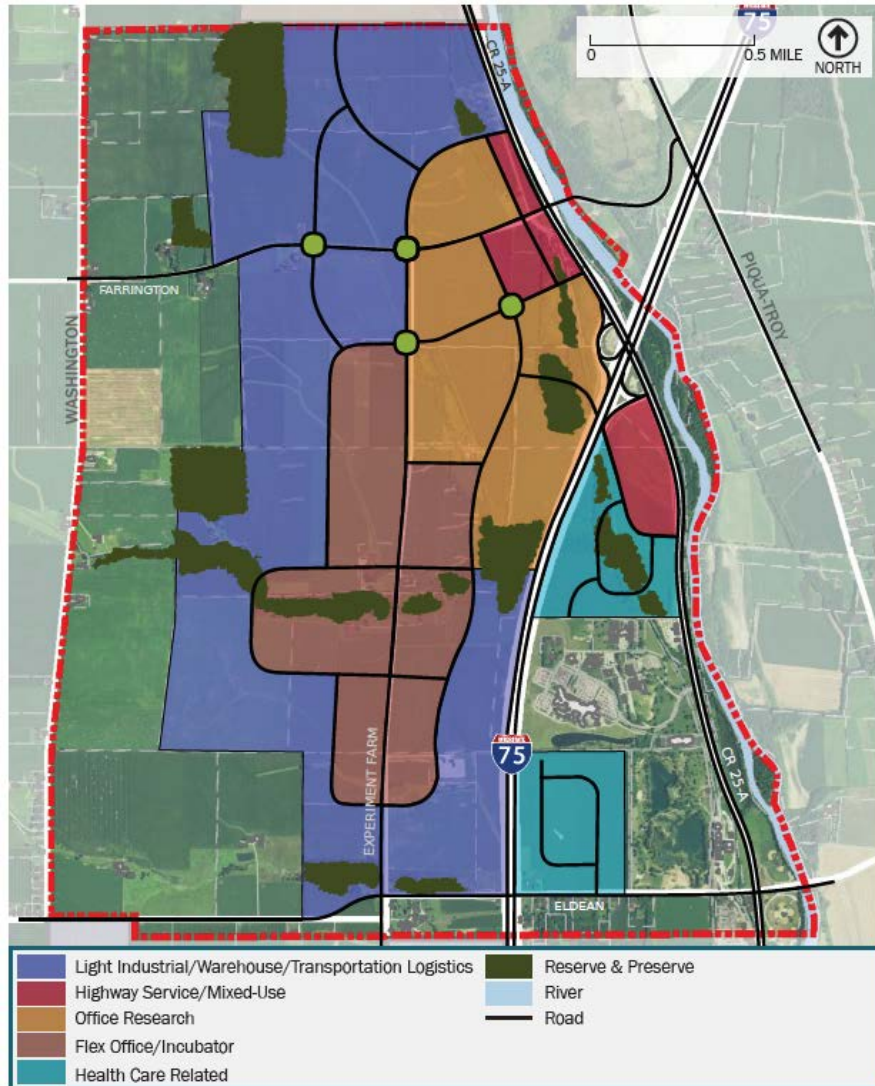 75
0
0.5 MILE
NORTH
CR 25-A
PIQUA-TROY
FARRINGTON
WASHINGTON
EXPERIMENT FARM
75
CR 25-A
ELDEAN
Light Industrial/Warehouse/Transportation Logistics
Highway Service/Mixed-Use
Office Research
Flex Office/Incubator
Health Care Related
Reserve & Preserve
River
Road